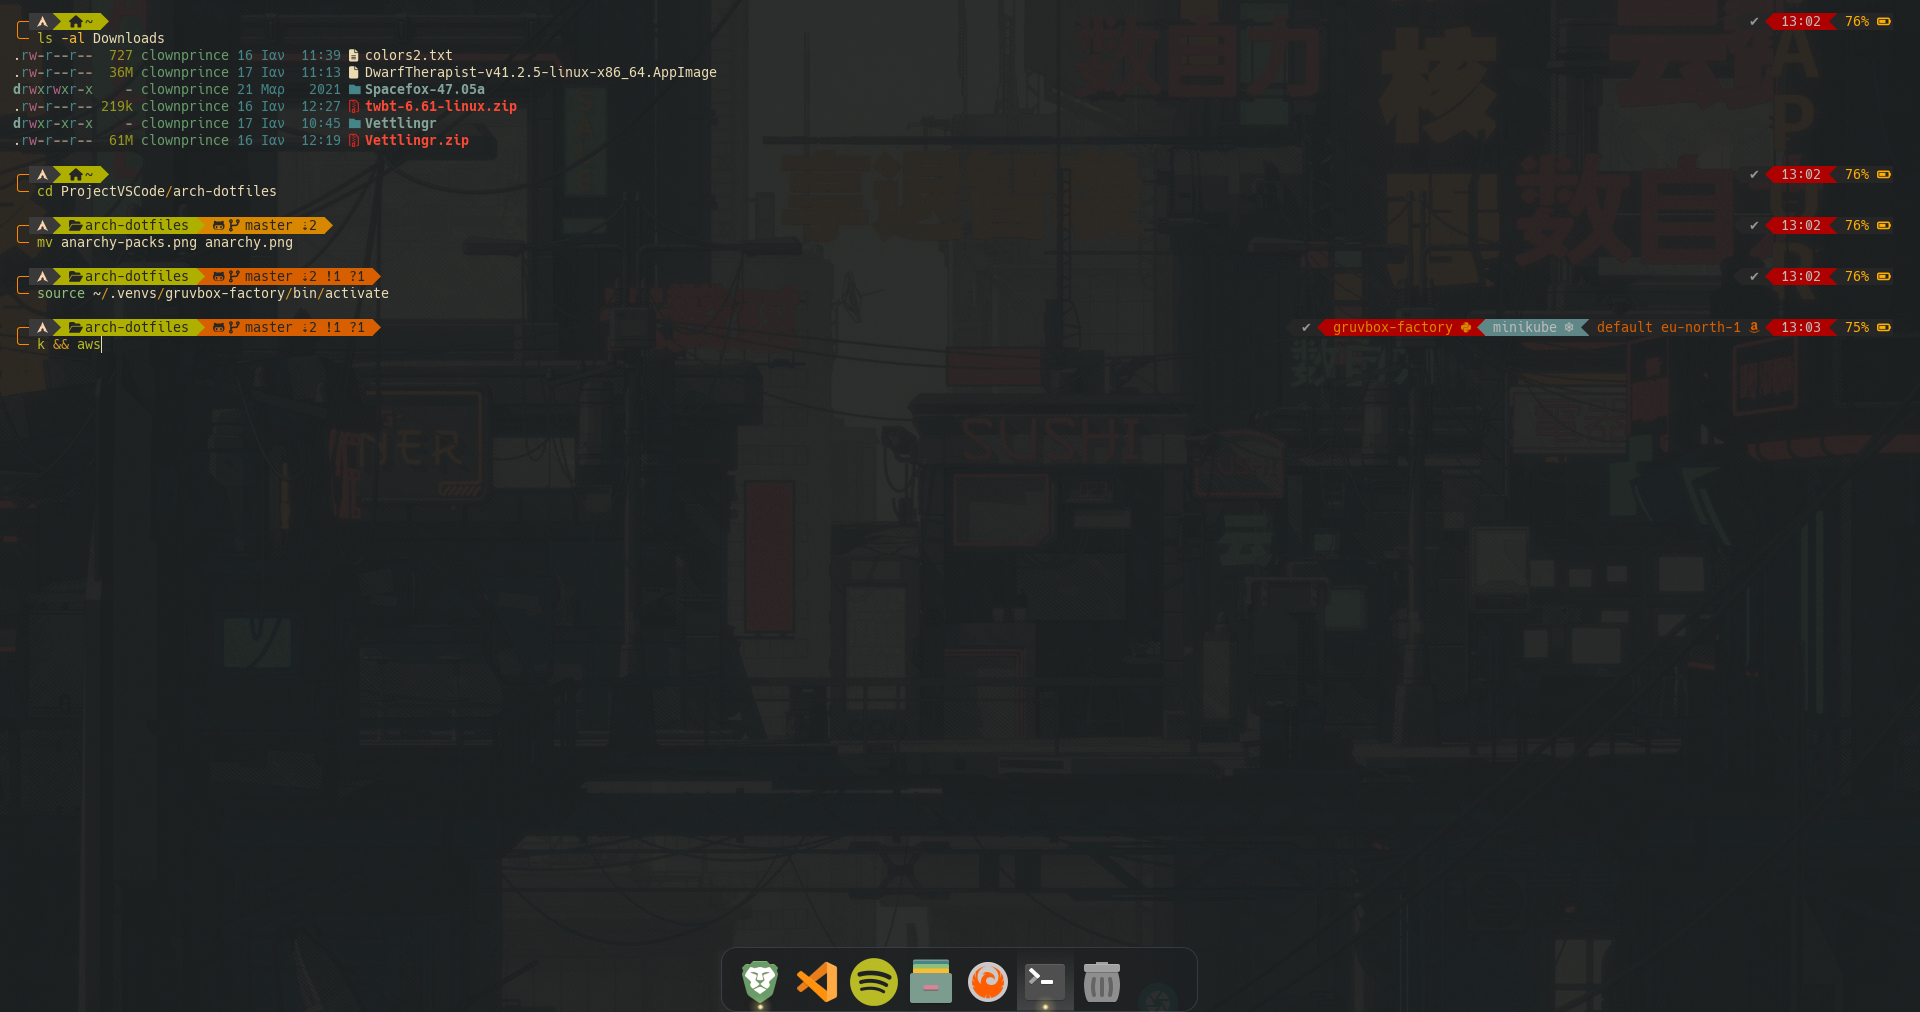 ~ ✔ 13:02 76%
ls -al Downloads
.rw-r--r-- 727 clownprince 16 Ιαν 11:39 colors2.txt
.rw-r--r-- 36M clownprince 17 Ιαν 11:13 DwarfTherapist-v41.2.5-linux-x86_64.AppImage
drwxrwxr-x - clownprince 21 Μαρ 2021 Spacefox-47.05a
.rw-r--r-- 219k clownprince 16 Ιαν 12:27 twbt-6.61-linux.zip
drwxr-xr-x - clownprince 17 Ιαν 10:45 Vettlingr
.rw-r--r-- 61M clownprince 16 Ιαν 12:19 Vettlingr.zip
~ ✔ 13:02 76%
cd ProjectVSCode/arch-dotfiles
arch-dotfiles master ⇣2 ✔ 13:02 76%
mv anarchy-packs.png anarchy.png
arch-dotfiles master ⇣2 !1 ?1 ✔ 13:02 76%
source ~/.venvs/gruvbox-factory/bin/activate
arch-dotfiles master ⇣2 !1 ?1 ✔ gruvbox-factory minikube ⎈ default eu-north-1 13:03 75%
k && aws
数自力
核
数自
SUSHI